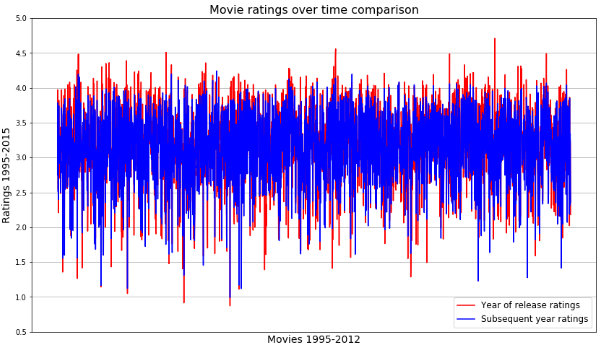 Movie ratings over time comparison
5.0
4.5
4.0
3.5
3.0
2.5
2.0
1.5
1.0
0.5
Ratings 1995-2015
Movies 1995-2012
Year of release ratings
Subsequent year ratings